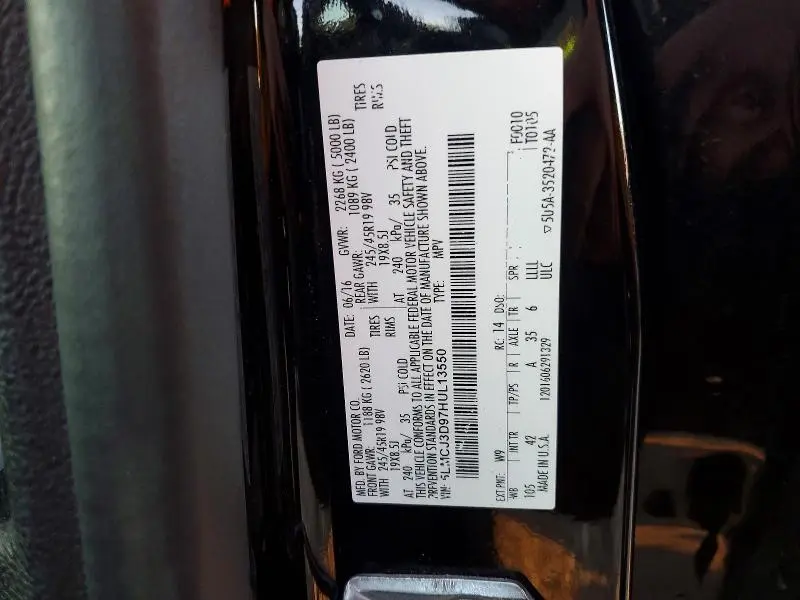 MFD. BY FORD MOTOR CO. DATE: 06/16 GVWR: 2268 KG ( 5000 LB)
FRONT GAWR: 1188 KG ( 2620 LB) REAR GAWR: 1089 KG ( 2400 LB)
WITH 245/45R19 98V TIRES WITH 245/45R19 98V TIRES
19X8.5J RIMS 19X8.5J RIMS
AT 240 kPa/ 35 PSI COLD AT 240 kPa/ 35 PSI COLD
THIS VEHICLE CONFORMS TO ALL APPLICABLE FEDERAL MOTOR VEHICLE SAFETY AND THEFT
PREVENTION STANDARDS IN EFFECT ON THE DATE OF MANUFACTURE SHOWN ABOVE.
VIN: 5LMCJ3D97HUL13550 TYPE: MPV
EXT PNT: W9 RC: 14 DSO: F0010
WB INT TR TP/PS R AXLE TR SPR T0105
105 42 A 35 6 LLLL
MADE IN U.S.A. 1201606291329 ULC 5U5A-3520472-AA